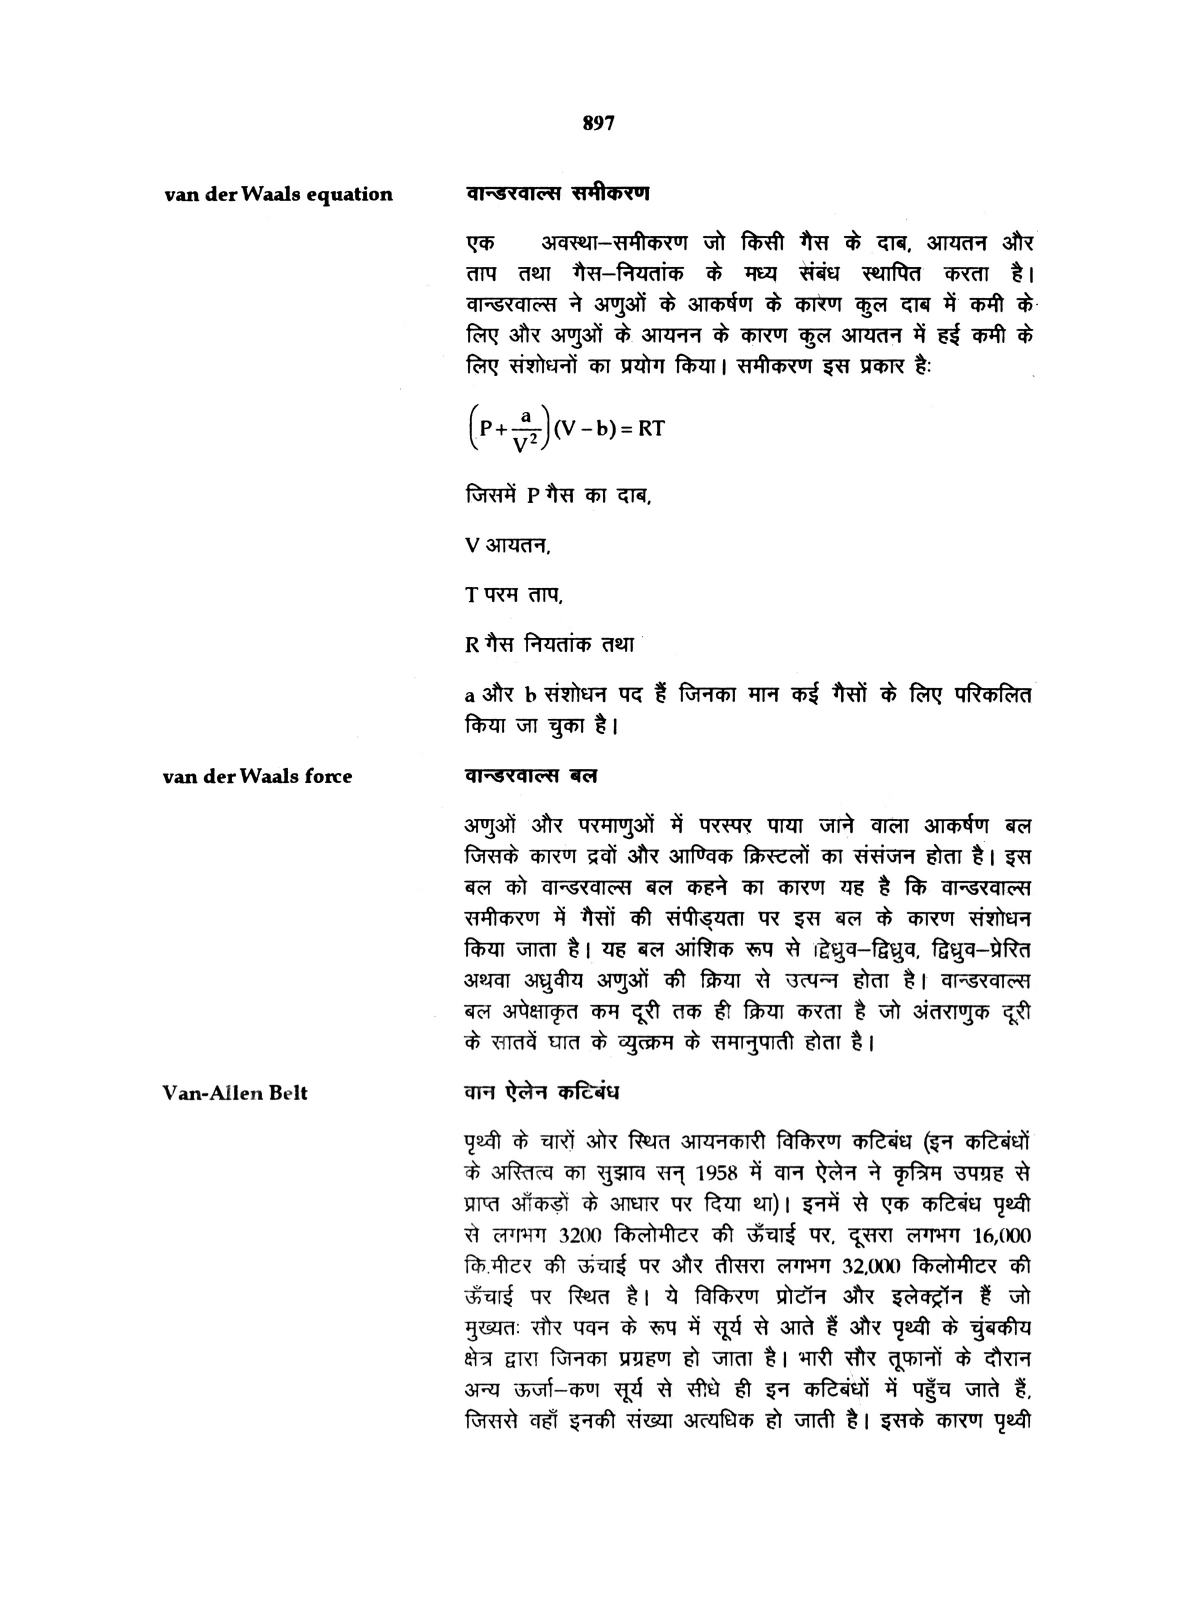 897
van der Waals equation वान्डरवाल्स समीकरण
एक अवस्था–समीकरण जो किसी गैस के दाब, आयतन और
ताप तथा गैस–नियतांक के मध्य संबंध स्थापित करता है।
वान्डरवाल्स ने अणुओं के आकर्षण के कारण कुल दाब में कमी के
लिए और अणुओं के आयनन के कारण कुल आयतन में हई कमी के
लिए संशोधनों का प्रयोग किया। समीकरण इस प्रकार है:
(P + a/V²)(V – b) = RT
जिसमें P गैस का दाब,
V आयतन,
T परम ताप,
R गैस नियतांक तथा
a और b संशोधन पद हैं जिनका मान कई गैसों के लिए परिकलित
किया जा चुका है।
van der Waals force वान्डरवाल्स बल
अणुओं और परमाणुओं में परस्पर पाया जाने वाला आकर्षण बल
जिसके कारण द्रवों और आण्विक क्रिस्टलों का संसंजन होता है। इस
बल को वान्डरवाल्स बल कहने का कारण यह है कि वान्डरवाल्स
समीकरण में गैसों की संपीड्यता पर इस बल के कारण संशोधन
किया जाता है। यह बल आंशिक रूप से द्विध्रुव–द्विध्रुव, द्विध्रुव–प्रेरित
अथवा अध्रुवीय अणुओं की क्रिया से उत्पन्न होता है। वान्डरवाल्स
बल अपेक्षाकृत कम दूरी तक ही क्रिया करता है जो अंतराणुक दूरी
के सातवें घात के व्युत्क्रम के समानुपाती होता है।
Van-Allen Belt वान ऐलेन कटिबंध
पृथ्वी के चारों ओर स्थित आयनकारी विकिरण कटिबंध (इन कटिबंधों
के अस्तित्व का सुझाव सन् 1958 में वान ऐलेन ने कृत्रिम उपग्रह से
प्राप्त आँकड़ों के आधार पर दिया था)। इनमें से एक कटिबंध पृथ्वी
से लगभग 3200 किलोमीटर की ऊँचाई पर, दूसरा लगभग 16,000
कि.मीटर की ऊंचाई पर और तीसरा लगभग 32,000 किलोमीटर की
ऊँचाई पर स्थित है। ये विकिरण प्रोटॉन और इलेक्ट्रॉन हैं जो
मुख्यतः सौर पवन के रूप में सूर्य से आते हैं और पृथ्वी के चुंबकीय
क्षेत्र द्वारा जिनका प्रग्रहण हो जाता है। भारी सौर तूफानों के दौरान
अन्य ऊर्जा–कण सूर्य से सीधे ही इन कटिबंधों में पहुँच जाते हैं,
जिससे वहाँ इनकी संख्या अत्यधिक हो जाती है। इसके कारण पृथ्वी